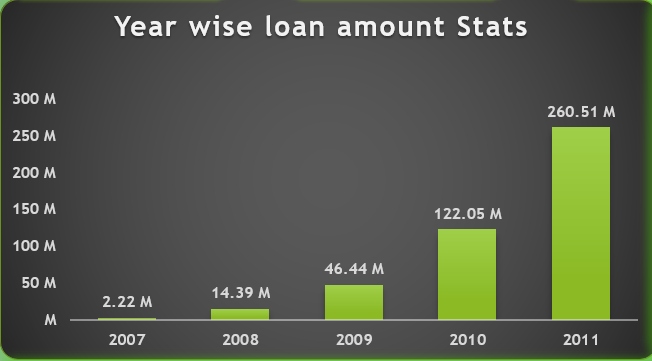 Year wise loan amount Stats
300 M
250 M
200 M
150 M
100 M
50 M
M
2.22 M
14.39 M
46.44 M
122.05 M
260.51 M
2007 2008 2009 2010 2011